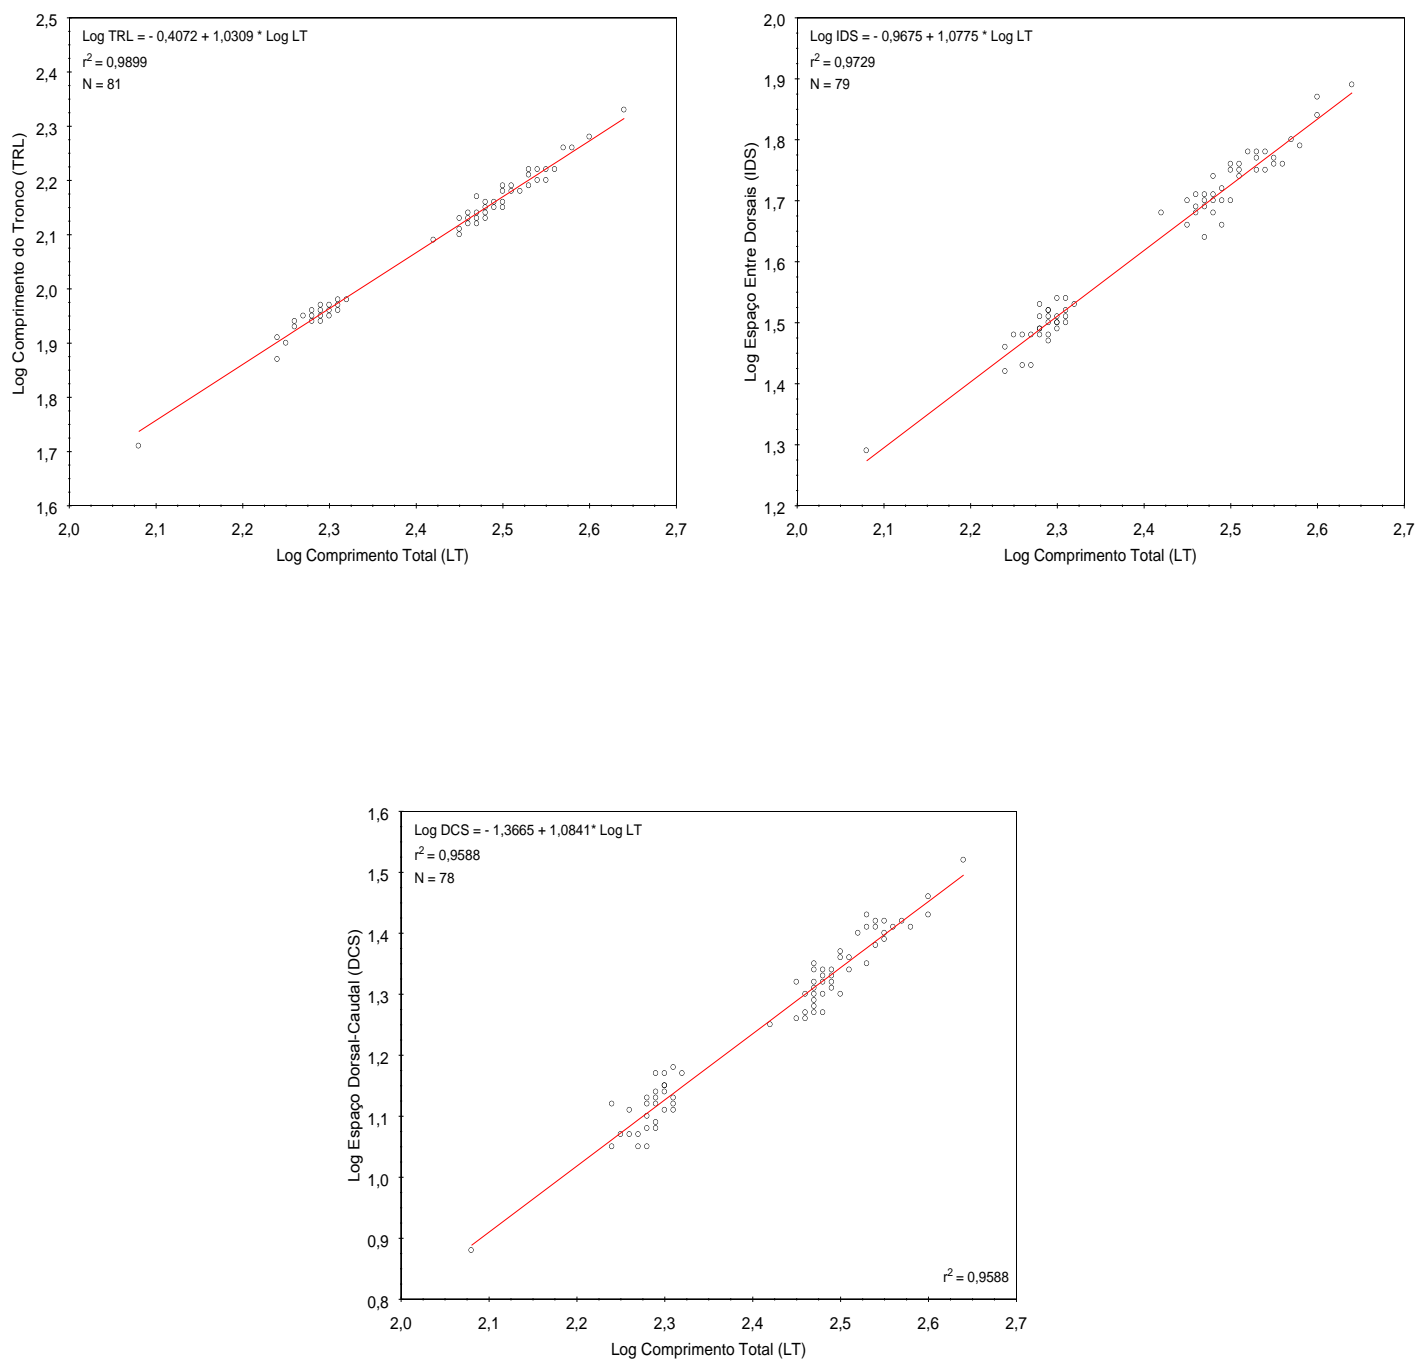 Log TRL = - 0,4072 + 1,0309 * Log LT
r² = 0,9899
N = 81
Log Comprimento do Tronco (TRL)
2,5
2,4
2,3
2,2
2,1
2,0
1,9
1,8
1,7
1,6
2,0 2,1 2,2 2,3 2,4 2,5 2,6 2,7
Log Comprimento Total (LT)
Log IDS = - 0,9675 + 1,0775 * Log LT
r² = 0,9729
N = 79
Log Espaço Entre Dorsais (IDS)
2,0
1,9
1,8
1,7
1,6
1,5
1,4
1,3
1,2
2,0 2,1 2,2 2,3 2,4 2,5 2,6 2,7
Log Comprimento Total (LT)
Log DCS = - 1,3665 + 1,0841* Log LT
r² = 0,9588
N = 78
Log Espaço Dorsal-Caudal (DCS)
1,6
1,5
1,4
1,3
1,2
1,1
1,0
0,9
0,8
r² = 0,9588
2,0 2,1 2,2 2,3 2,4 2,5 2,6 2,7
Log Comprimento Total (LT)